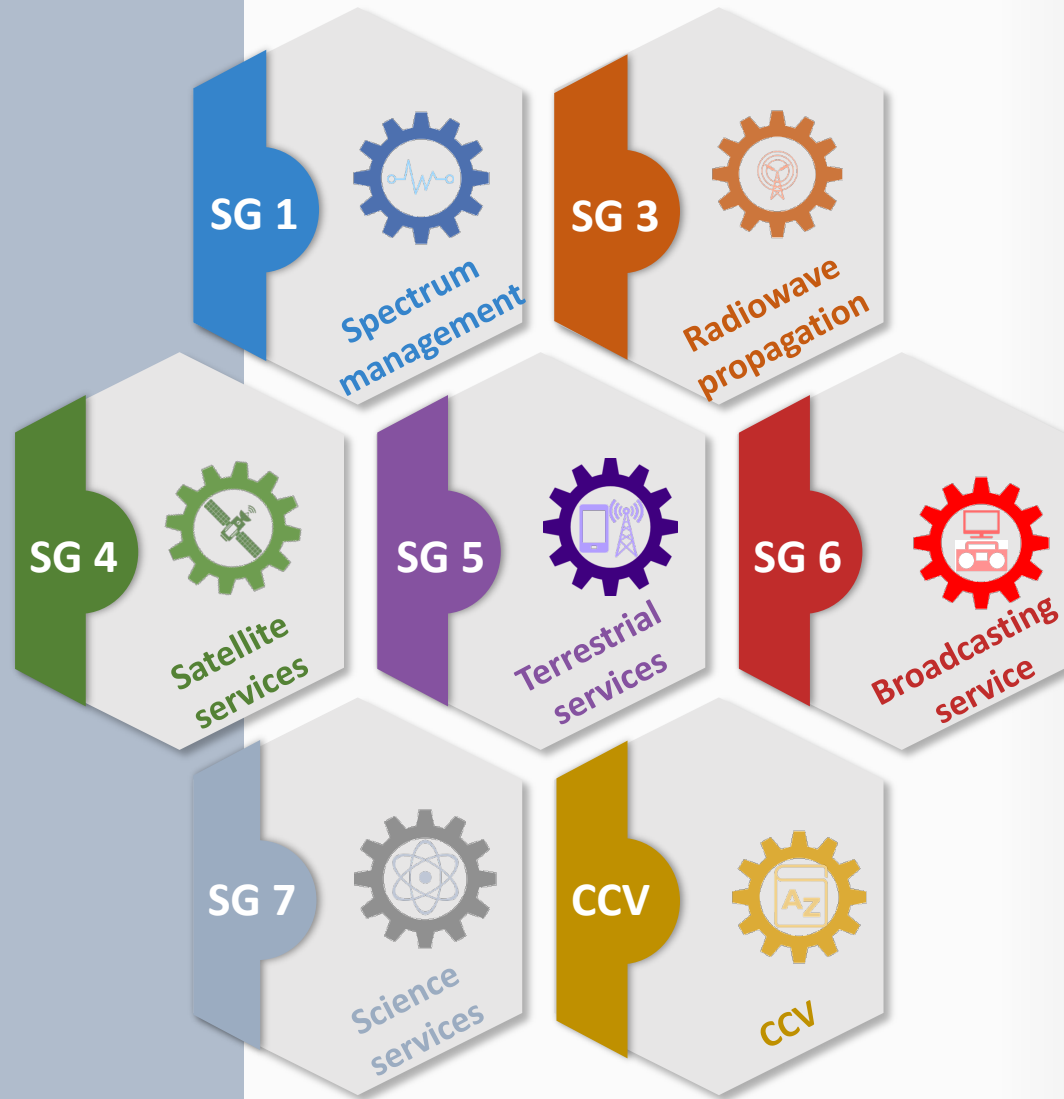 SG 1
Spectrum
management
SG 3
Radiowave
propagation
SG 4
Satellite
services
SG 5
Terrestrial
services
SG 6
Broadcasting
service
SG 7
Science
services
CCV
AZ
CCV